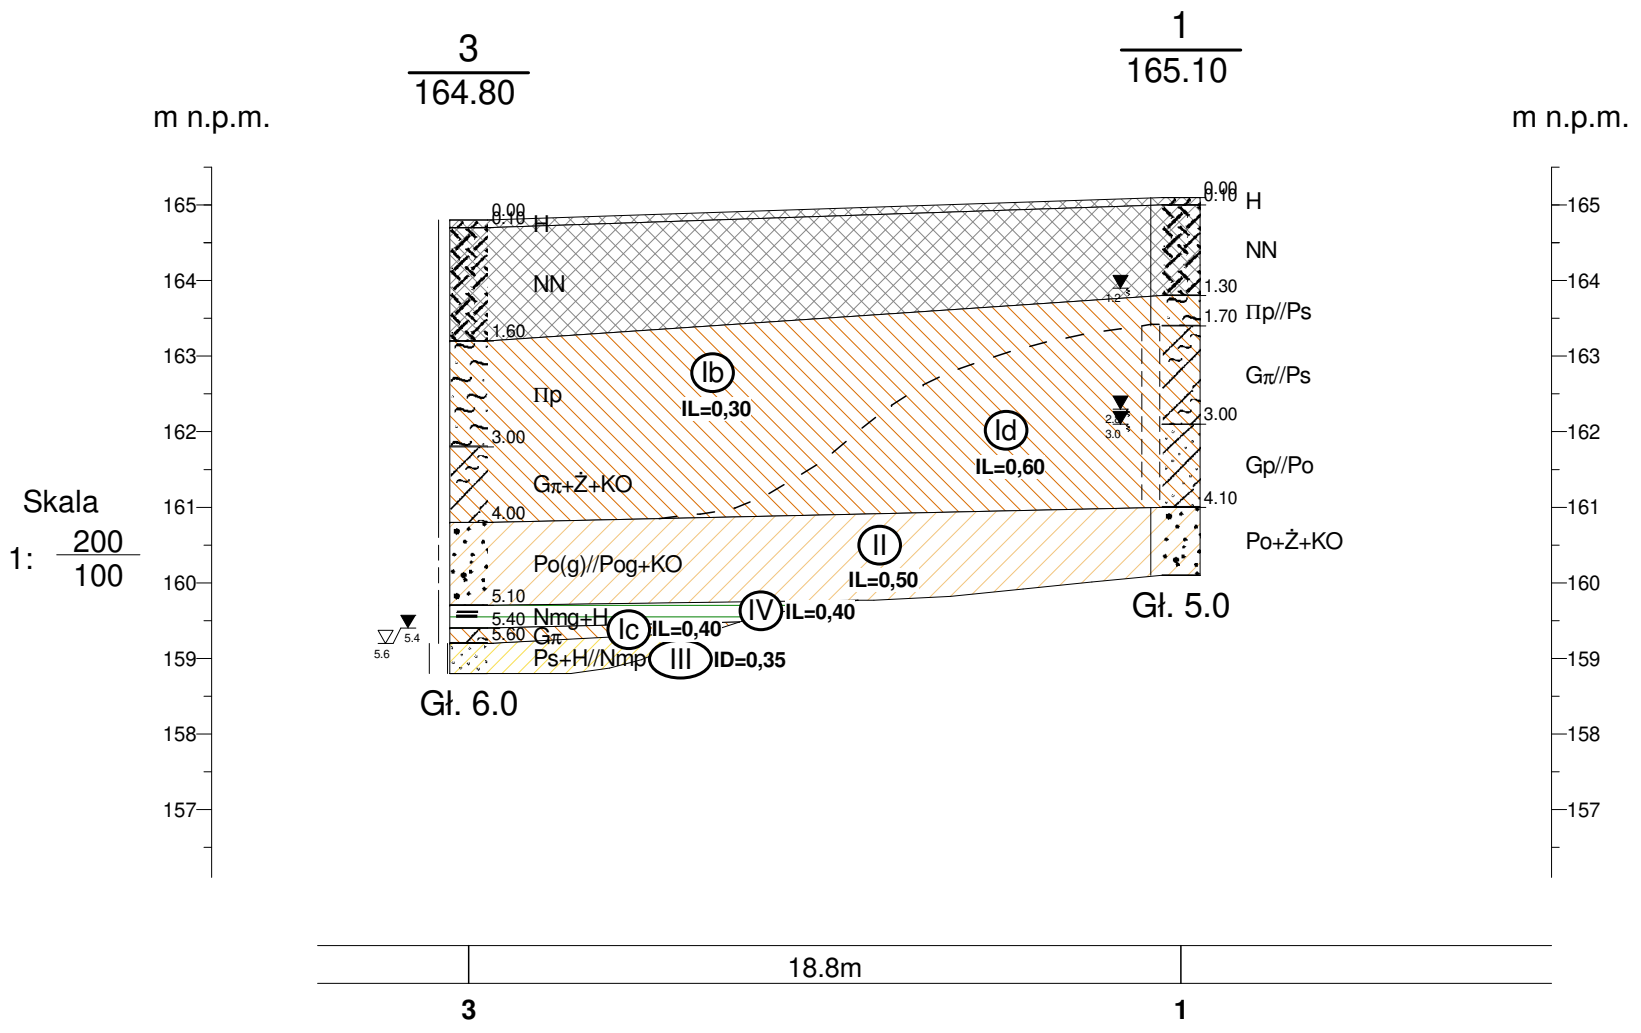 3
164.80
1
165.10
m n.p.m.
m n.p.m.
165
164
163
162
161
160
159
158
157
165
164
163
162
161
160
159
158
157
Skala
1: 200
100
0.00
0.10 H
NN
1.60
Πp
3.00
Gπ+Ż+KO
4.00
Po(g)//Pog+KO
5.10
Nmg+H
5.40
Gπ
5.60
Ps+H//Nmp
5.4
5.6
Gł. 6.0
Ib
IL=0,30
Id
IL=0,60
II
IL=0,50
IV IL=0,40
Ic IL=0,40
III ID=0,35
0.00
0.10 H
NN
1.30
Πp//Ps
1.70
Gπ//Ps
3.00
Gp//Po
4.10
Po+Ż+KO
1.2
3.0
Gł. 5.0
18.8m
3
1